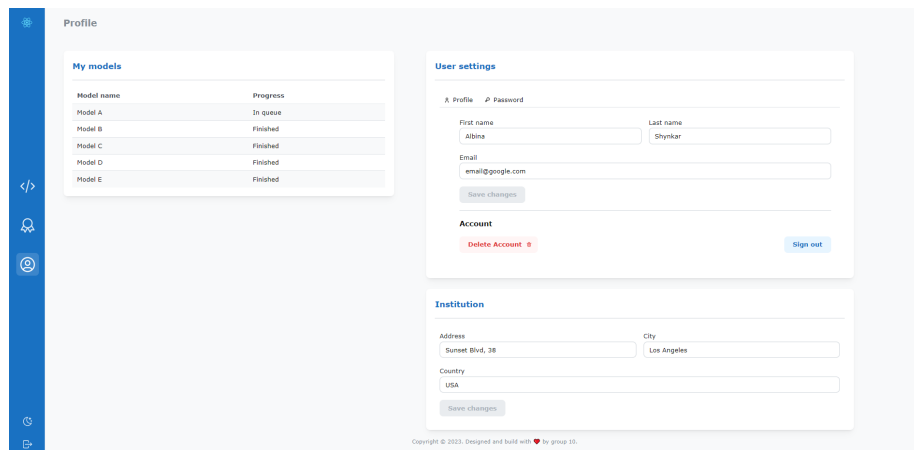 Profile
My models
Model name Progress
Model A In queue
Model B Finished
Model C Finished
Model D Finished
Model E Finished
User settings
Profile Password
First name Last name
Albina Shynkar
Email
email@google.com
Save changes
Account
Delete Account Sign out
Institution
Address City
Sunset Blvd, 38 Los Angeles
Country
USA
Save changes
Copyright © 2023. Designed and build with ❤ by group 10.